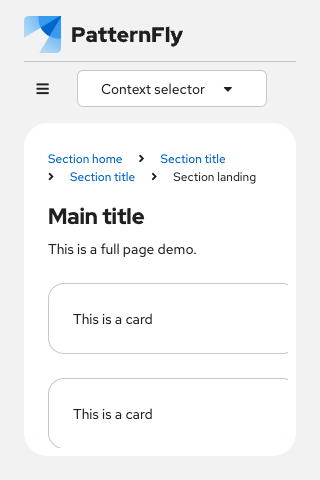 PatternFly
Context selector
Section home > Section title
> Section title > Section landing
Main title
This is a full page demo.
This is a card
This is a card